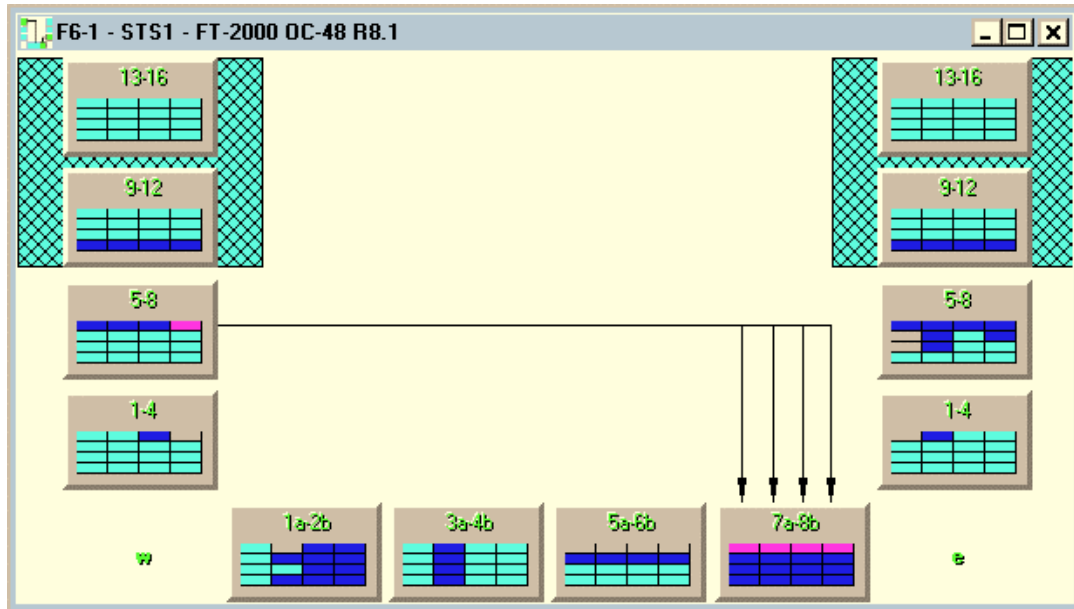 F6-1 - STS1 - FT-2000 OC-48 R8.1
13-16 13-16
9-12 9-12
5-8 5-8
1-4 1-4
1a-2b 3a-4b 5a-6b 7a-8b
w e